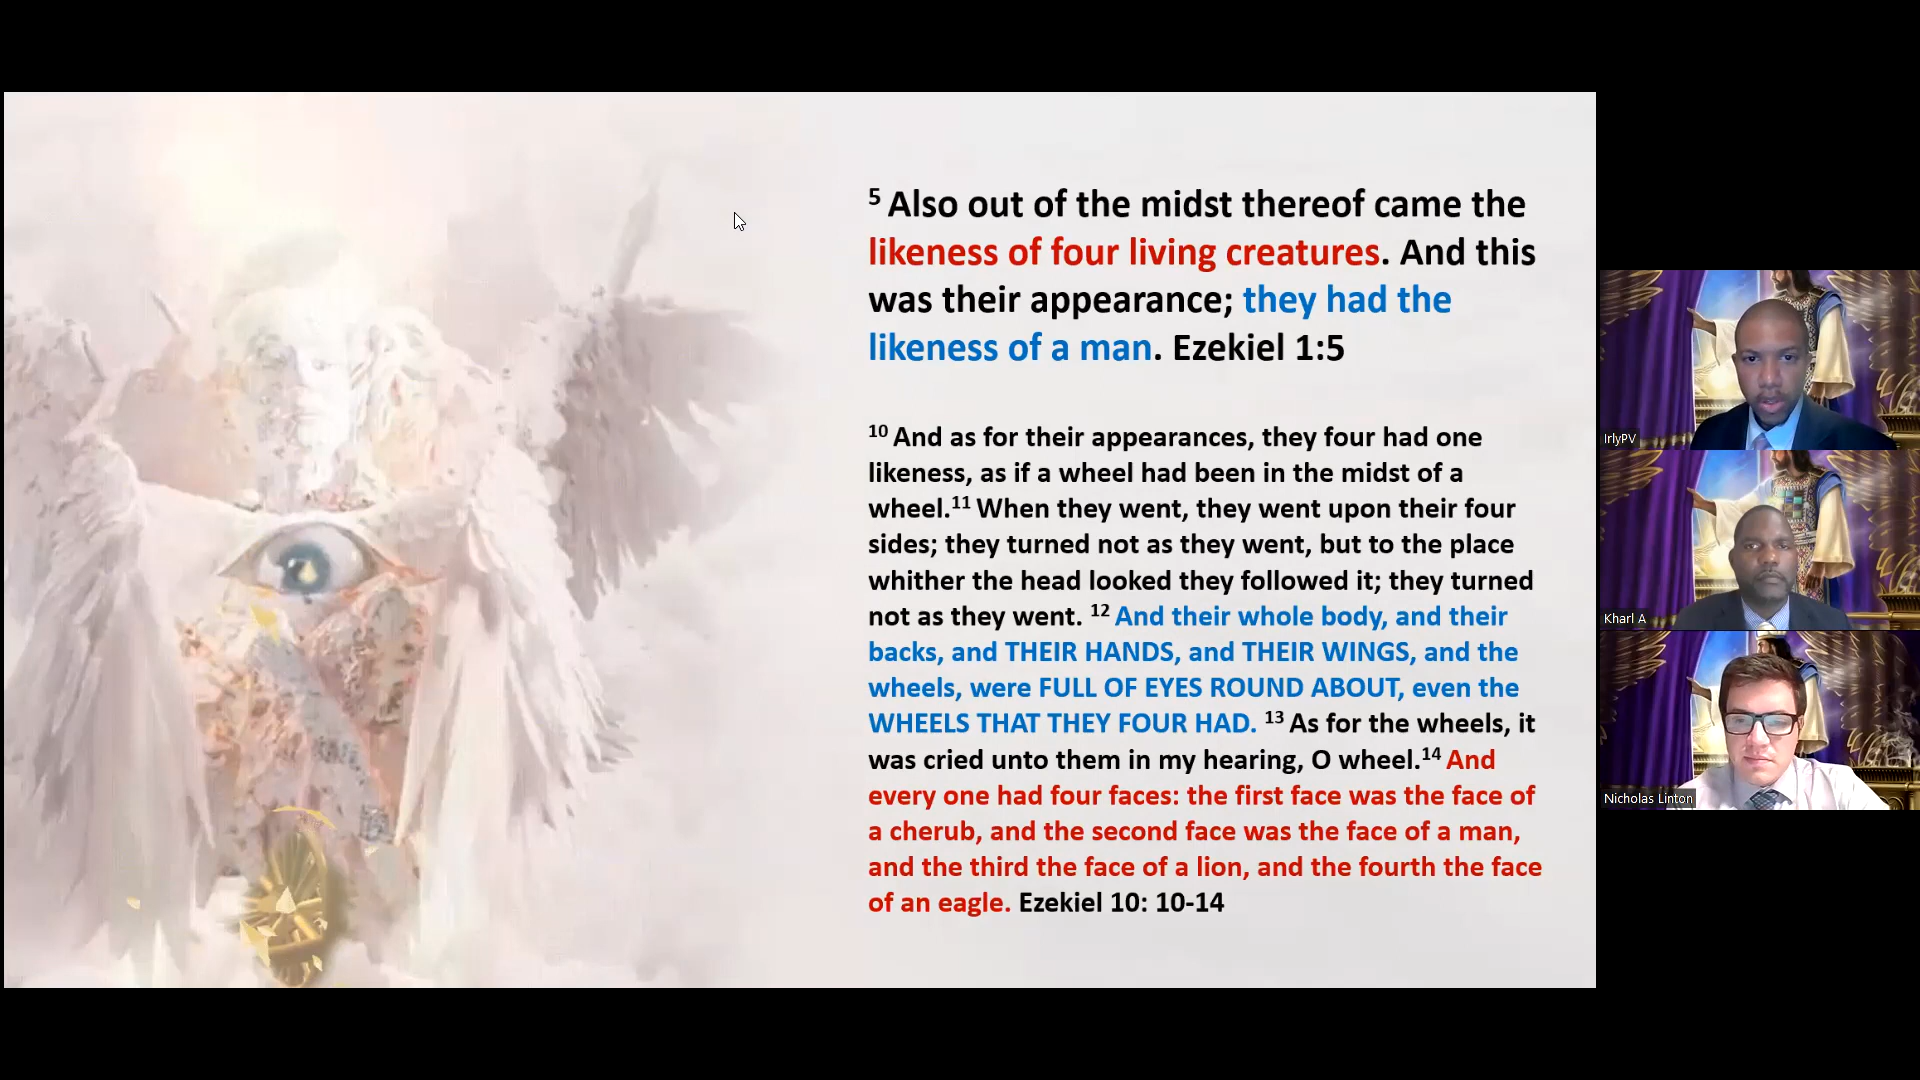 5 Also out of the midst thereof came the
likeness of four living creatures. And this
was their appearance; they had the
likeness of a man. Ezekiel 1:5
10 And as for their appearances, they four had one
likeness, as if a wheel had been in the midst of a
wheel.11 When they went, they went upon their four
sides; they turned not as they went, but to the place
whither the head looked they followed it; they turned
not as they went. 12 And their whole body, and their
backs, and THEIR HANDS, and THEIR WINGS, and the
wheels, were FULL OF EYES ROUND ABOUT, even the
WHEELS THAT THEY FOUR HAD. 13 As for the wheels, it
was cried unto them in my hearing, O wheel.14 And
every one had four faces: the first face was the face of
a cherub, and the second face was the face of a man,
and the third the face of a lion, and the fourth the face
of an eagle. Ezekiel 10: 10-14
IrlyPV
Kharl A
Nicholas Linton